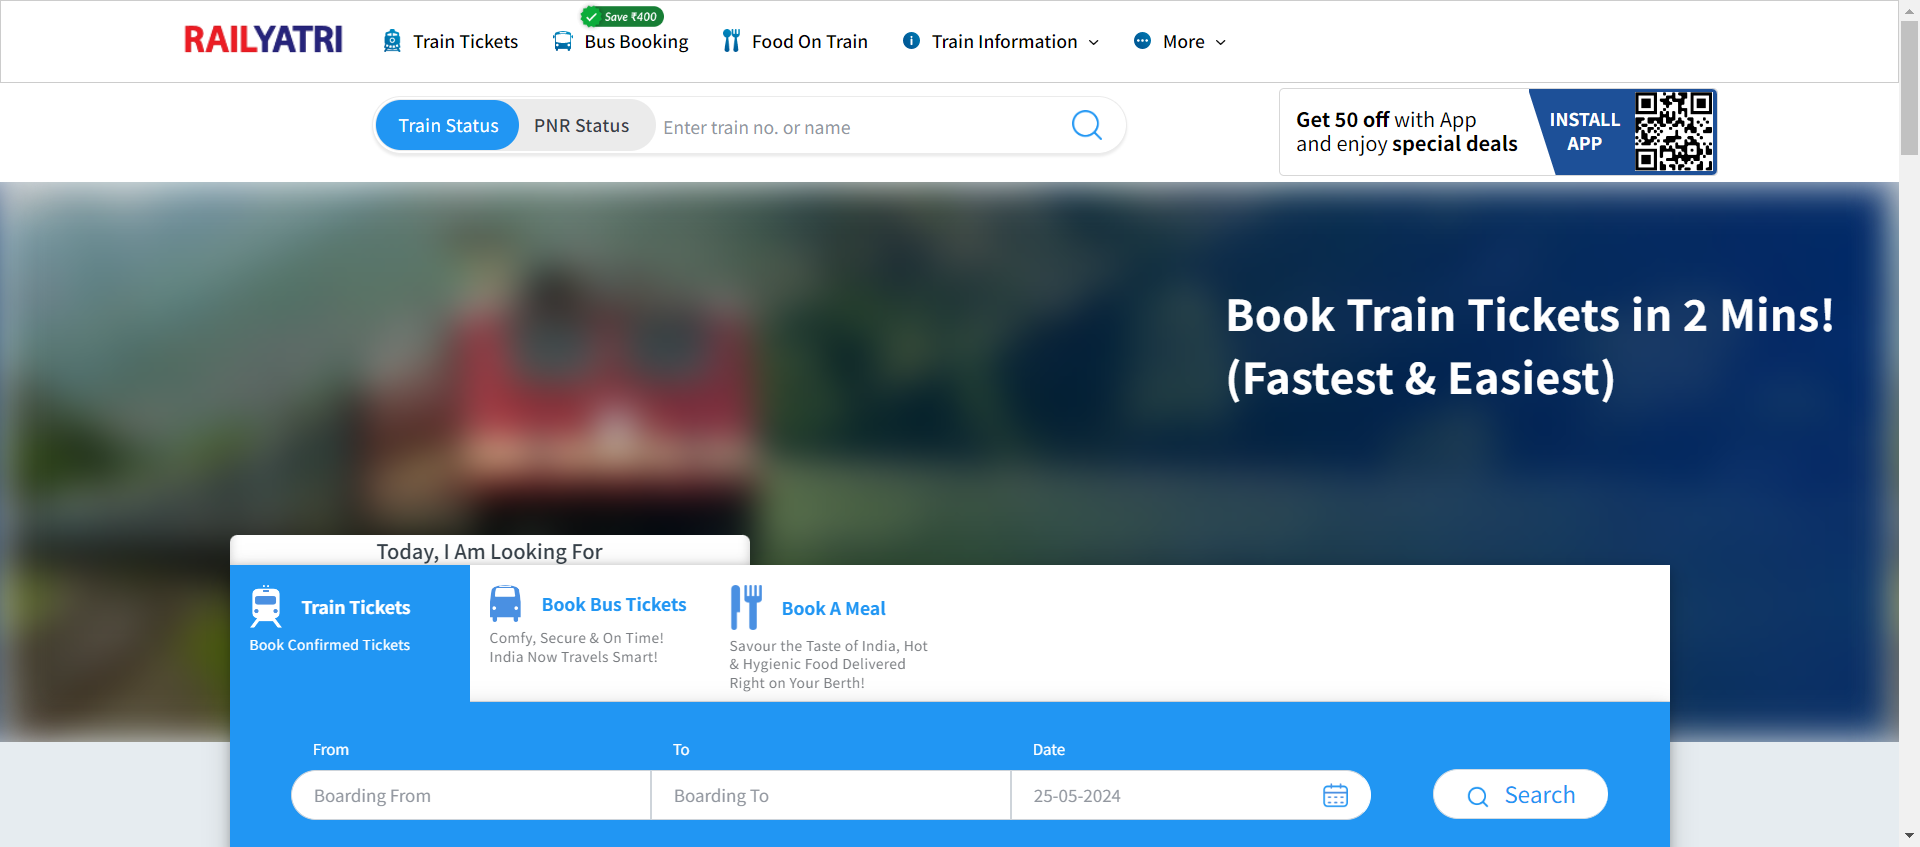 RAILYATRI
Train Tickets
Save ₹400
Bus Booking
Food On Train
Train Information
More
Train Status
PNR Status
Enter train no. or name
Get 50 off with App
and enjoy special deals
INSTALL
APP
Book Train Tickets in 2 Mins!
(Fastest & Easiest)
Today, I Am Looking For
Train Tickets
Book Confirmed Tickets
Book Bus Tickets
Comfy, Secure & On Time!
India Now Travels Smart!
Book A Meal
Savour the Taste of India, Hot
& Hygienic Food Delivered
Right on Your Berth!
From
To
Date
Boarding From
Boarding To
25-05-2024
Search